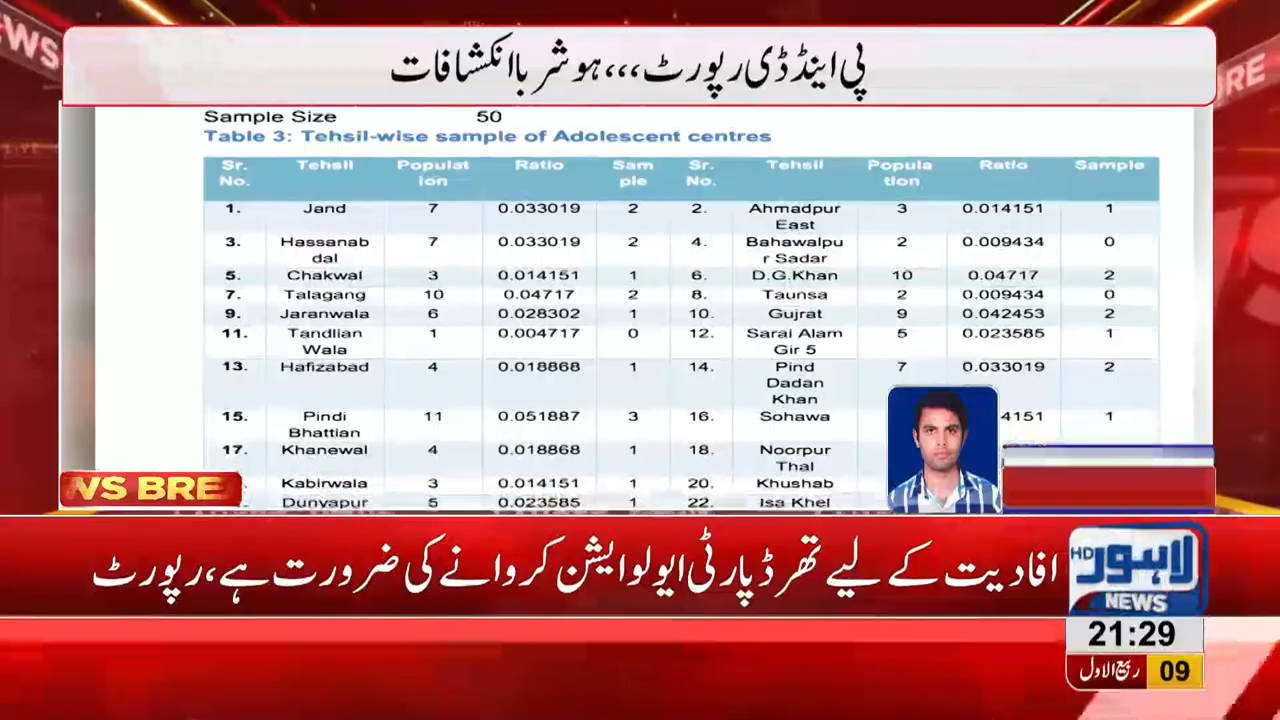 پی اینڈ ڈی رپورٹ،،،ہوشربا انکشافات
Sample Size 50
Table 3: Tehsil-wise sample of Adolescent centres
Sr. No. Tehsil Population Ratio Sample Sr. No. Tehsil Population Ratio Sample
1. Jand 7 0.033019 2 2. Ahmadpur East 3 0.014151 1
3. Hassanabdal 7 0.033019 2 4. Bahawalpur Sadar 2 0.009434 0
5. Chakwal 3 0.014151 1 6. D.G.Khan 10 0.04717 2
7. Talagang 10 0.04717 2 8. Taunsa 2 0.009434 0
9. Jaranwala 6 0.028302 1 10. Gujrat 9 0.042453 2
11. Tandlian Wala 1 0.004717 0 12. Sarai Alam Gir 5 5 0.023585 1
13. Hafizabad 4 0.018868 1 14. Pind Dadan Khan 7 0.033019 2
15. Pindi Bhattian 11 0.051887 3 16. Sohawa 4151 1
17. Khanewal 4 0.018868 1 18. Noorpur Thal
Kabirwala 3 0.014151 1 20. Khushab
Dunyapur 5 0.023585 1 22. Isa Khel
WS BRE
افادیت کے لیے تھرڈ پارٹی ایولوایشن کروانے کی ضرورت ہے، رپورٹ
HD لاہور
NEWS
21:29
09 ربیع الاول